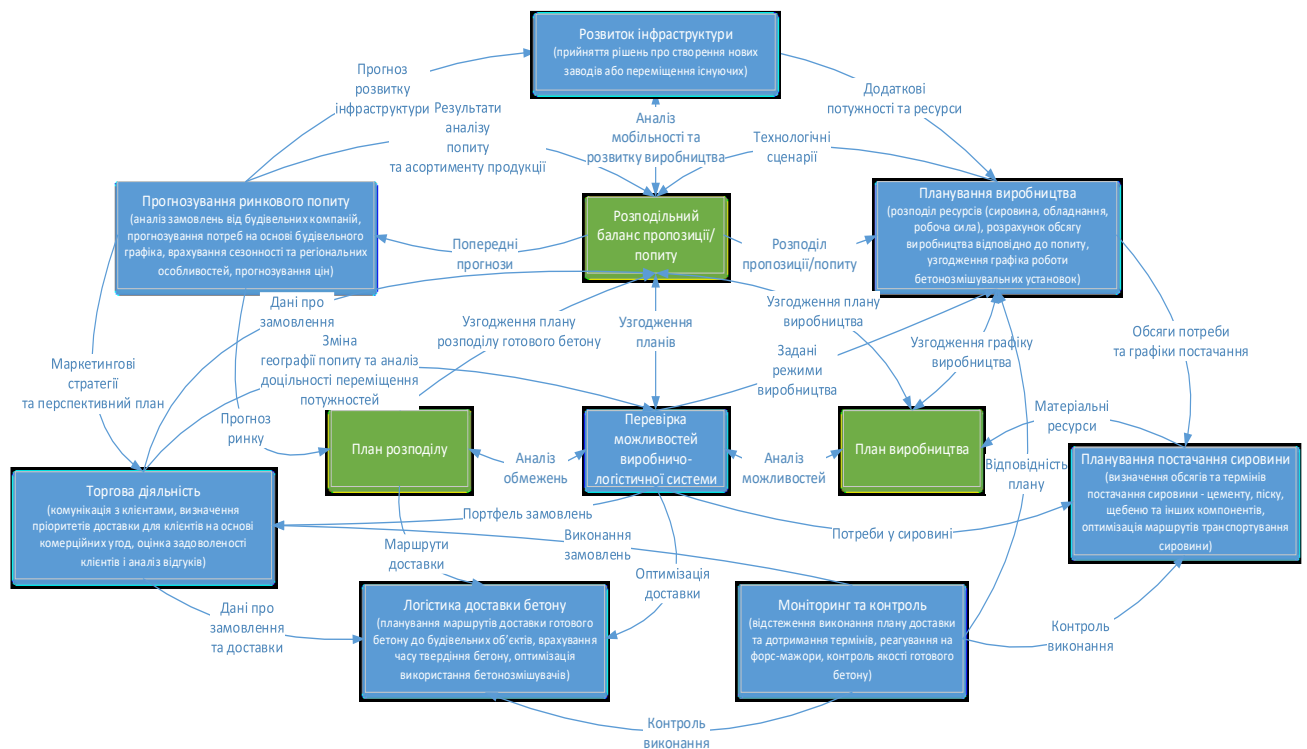 Розвиток інфраструктури
(прийняття рішень про створення нових
заводів або переміщення існуючих)
Прогноз
розвитку
інфраструктури
Результати
аналізу
попиту
та асортименту продукції
Аналіз
мобільності та
розвитку виробництва
Технологічні
сценарії
Додаткові
потужності та ресурси
Прогнозування ринкового попиту
(аналіз замовлень від будівельних компаній,
прогнозування потреб на основі будівельного
графіка, врахування сезонності та регіональних
особливостей, прогнозування цін)
Попередні
прогнози
Розподільний
баланс пропозиції/
попиту
Розподіл
пропозиції/попиту
Планування виробництва
(розподіл ресурсів (сировина, обладнання,
робоча сила), розрахунок обсягу
виробництва відповідно до попиту,
узгодження графіка роботи
бетонозмішувальних установок)
Дані про
замовлення
Узгодження плану
розподілу готового бетону
Узгодження
планів
Узгодження плану
виробництва
Узгодження графіку
виробництва
Обсяги потреби
та графіки постачання
Маркетингові
стратегії
та перспективний план
Зміна
географії попиту та аналіз
доцільності переміщення
потужностей
Задані
режими
виробництва
Прогноз
ринку
План розподілу
Аналіз
обмежень
Перевірка
можливостей
виробничо-
логістичної системи
Аналіз
можливостей
План виробництва
Матеріальні
ресурси
Відповідність
плану
Планування постачання сировини
(визначення обсягів та термінів
постачання сировини - цементу, піску,
щебеню та інших компонентів,
оптимізація маршрутів транспортування
сировини)
Торгова діяльність
(комунікація з клієнтами, визначення
пріоритетів доставки для клієнтів на основі
комерційних угод, оцінка задоволеності
клієнтів і аналіз відгуків)
Портфель замовлень
Маршрути
доставки
Виконання
замовлень
Потреби у сировині
Оптимізація
доставки
Дані про
замовлення
та доставки
Логістика доставки бетону
(планування маршрутів доставки готового
бетону до будівельних об’єктів, врахування
часу твердіння бетону, оптимізація
використання бетонозмішувачів)
Моніторинг та контроль
(відстеження виконання плану доставки
та дотримання термінів, реагування на
форс-мажори, контроль якості готового
бетону)
Контроль
виконання
Контроль
виконання